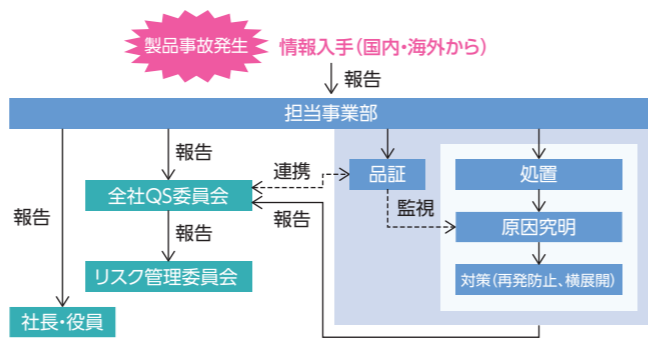 製品事故発生
情報入手(国内・海外から)
報告
担当事業部
報告
連携
品証
処置
全社QS委員会
監視
報告
報告
報告
原因究明
リスク管理委員会
対策(再発防止、横展開)
社長・役員